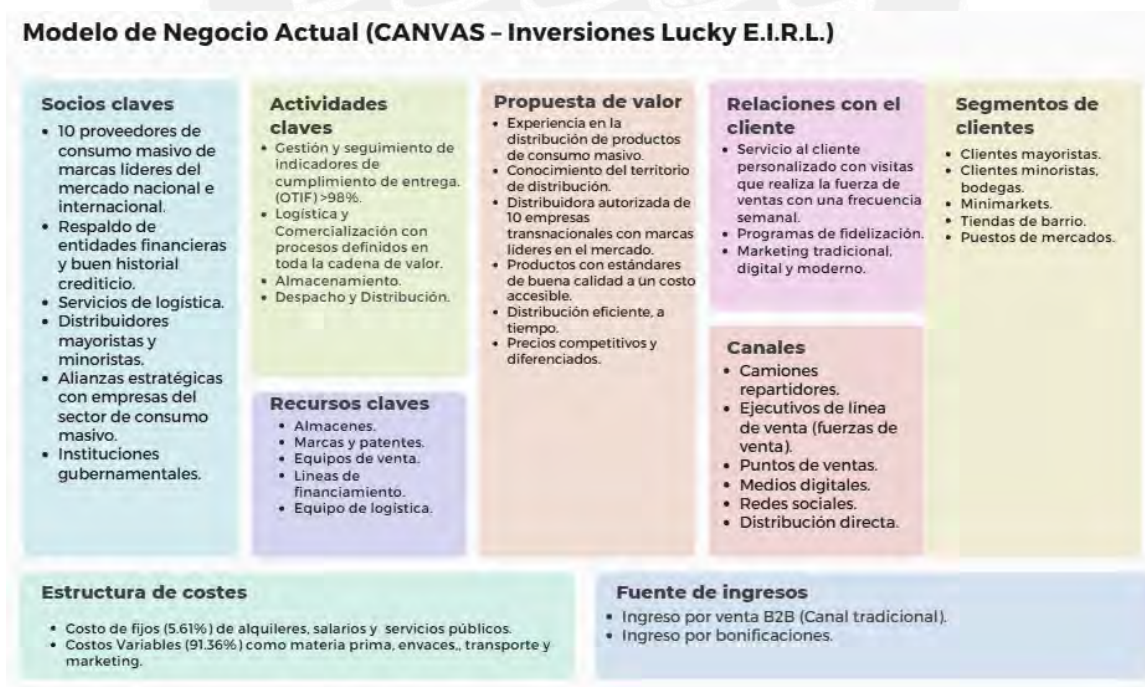 Modelo de Negocio Actual (CANVAS – Inversiones Lucky E.I.R.L.)
Socios claves
• 10 proveedores de
consumo masivo de
marcas líderes del
mercado nacional e
internacional.
• Respaldo de
entidades financieras
y buen historial
crediticio.
• Servicios de logística.
• Distribuidores
mayoristas y
minoristas.
• Alianzas estratégicas
con empresas del
sector de consumo
masivo.
• Instituciones
gubernamentales.
Actividades
claves
• Gestión y seguimiento de
indicadores de
cumplimiento de entrega.
(OTIF) >98%.
• Logística y
Comercialización con
procesos definidos en
toda la cadena de valor.
• Almacenamiento.
• Despacho y Distribución.
Recursos claves
• Almacenes.
• Marcas y patentes.
• Equipos de venta.
• Lineas de
financiamiento.
• Equipo de logística.
Propuesta de valor
• Experiencia en la
distribución de productos
de consumo masivo.
• Conocimiento del territorio
de distribución.
• Distribuidora autorizada de
10 empresas
transnacionales con marcas
líderes en el mercado.
• Productos con estándares
de buena calidad a un costo
accesible.
• Distribución eficiente, a
tiempo.
• Precios competitivos y
diferenciados.
Relaciones con el
cliente
• Servicio al cliente
personalizado con visitas
que realiza la fuerza de
ventas con una frecuencia
semanal.
• Programas de fidelización.
• Marketing tradicional,
digital y moderno.
Canales
• Camiones
repartidores.
• Ejecutivos de línea
de venta (fuerzas de
venta).
• Puntos de ventas.
• Medios digitales.
• Redes sociales.
• Distribución directa.
Segmentos de
clientes
• Clientes mayoristas.
• Clientes minoristas,
bodegas.
• Minimarkets.
• Tiendas de barrio.
• Puestos de mercados.
Estructura de costes
• Costo de fijos (5.61%) de alquileres, salarios y servicios públicos.
• Costos Variables (91.36%) como materia prima, envaces., transporte y
marketing.
Fuente de ingresos
• Ingreso por venta B2B (Canal tradicional).
• Ingreso por bonificaciones.